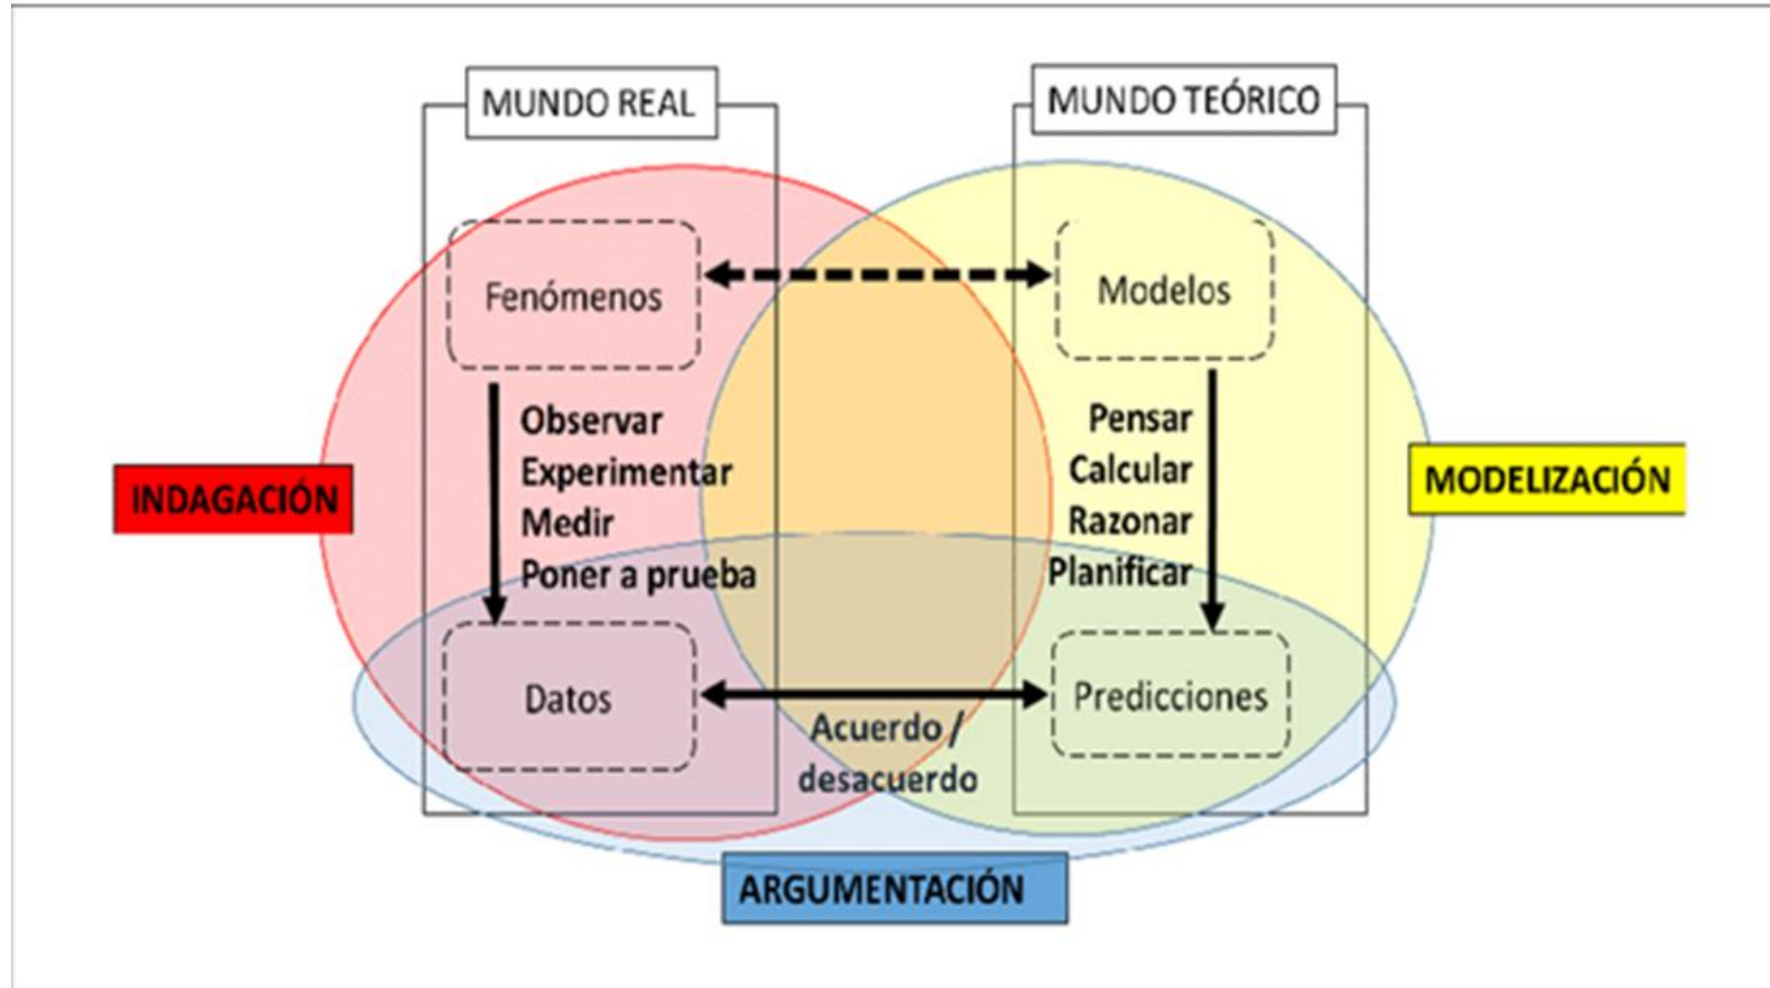 MUNDO REAL
MUNDO TEÓRICO
Fenómenos
Modelos
Observar
Experimentar
Medir
Poner a prueba
Pensar
Calcular
Razonar
Planificar
INDAGACIÓN
MODELIZACIÓN
Datos
Predicciones
Acuerdo /
desacuerdo
ARGUMENTACIÓN